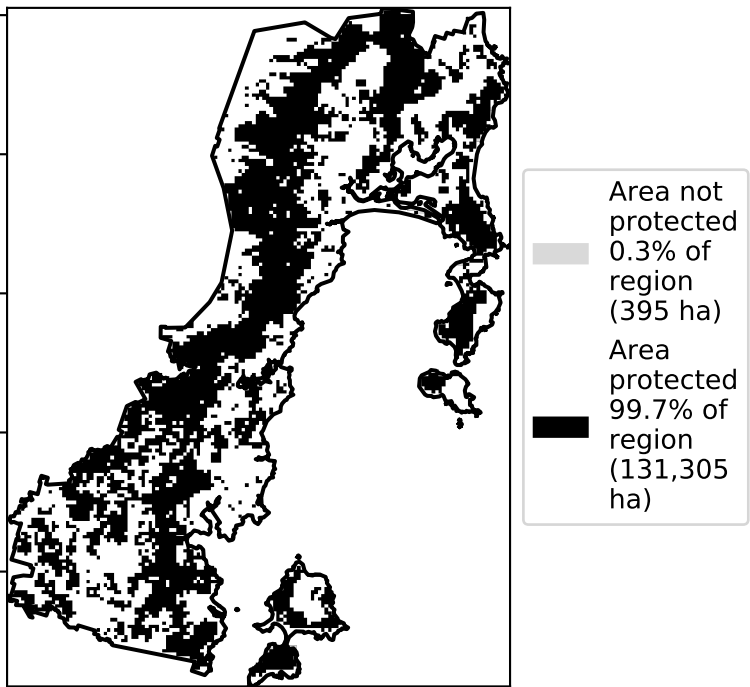 Area not
protected
0.3% of
region
(395 ha)
Area
protected
99.7% of
region
(131,305
ha)